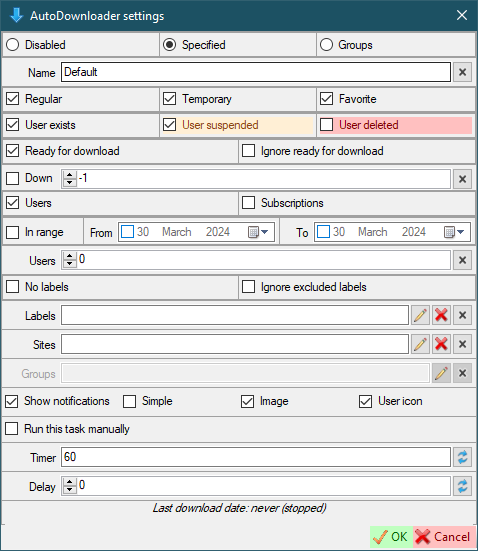 AutoDownloader settings
Disabled Specified Groups
Name Default
Regular Temporary Favorite
User exists User suspended User deleted
Ready for download Ignore ready for download
Down -1
Users Subscriptions
In range From 30 March 2024 To 30 March 2024
Users 0
No labels Ignore excluded labels
Labels
Sites
Groups
Show notifications Simple Image User icon
Run this task manually
Timer 60
Delay 0
Last download date: never (stopped)
OK Cancel